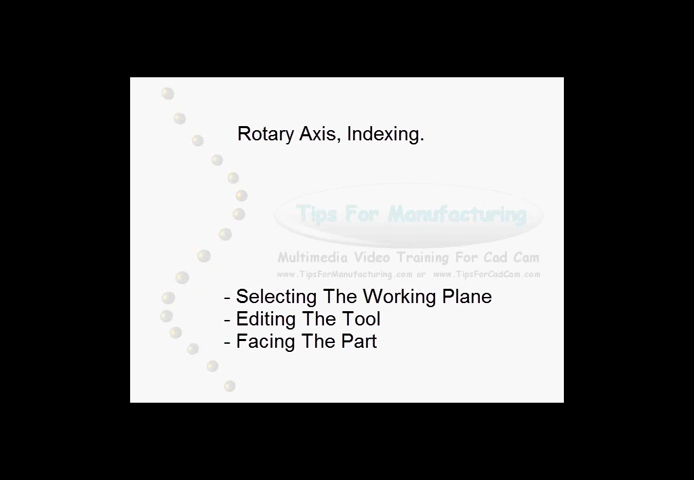 Rotary Axis, Indexing.
Tips For Manufacturing
Multimedia Video Training For Cad Cam
www.TipsForManufacturing.com or www.TipsForCadCam.com
- Selecting The Working Plane
- Editing The Tool
- Facing The Part